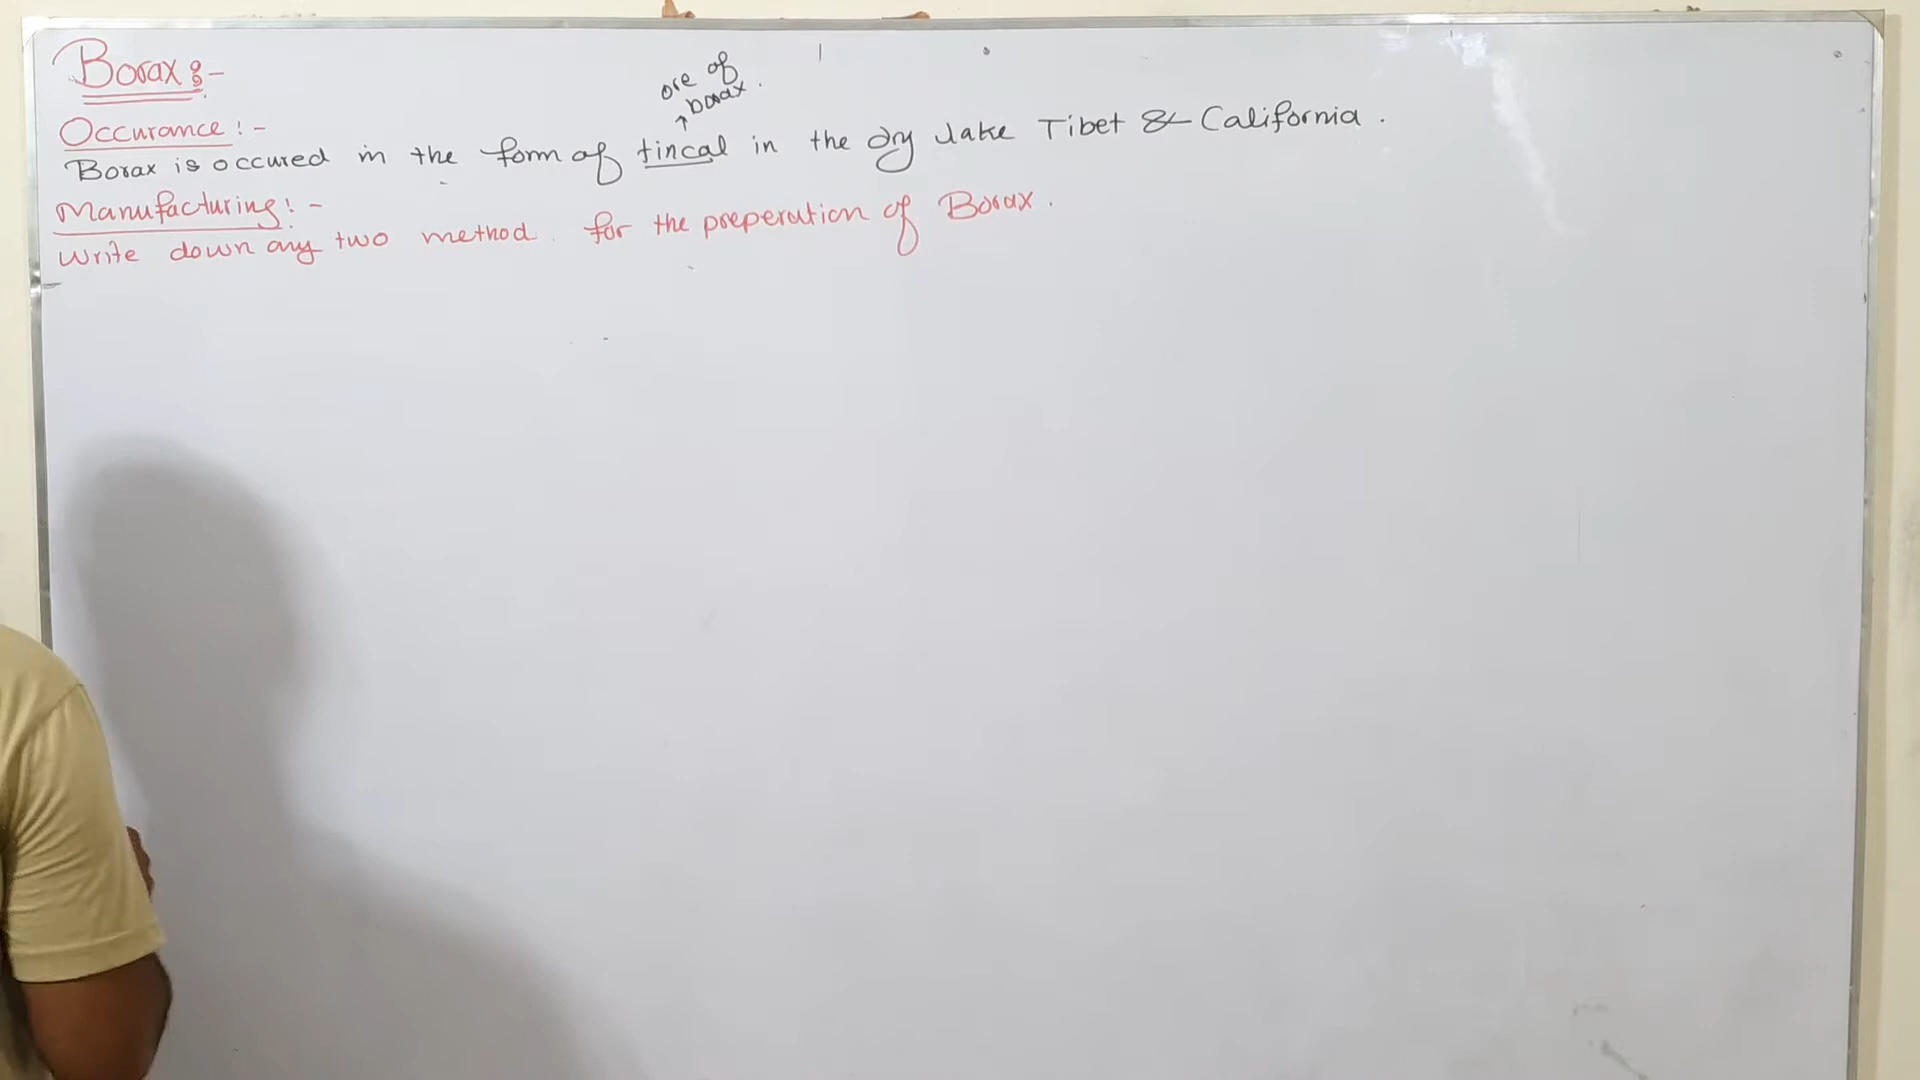 Borax :-
ore of
borax.
↑
Occurance :-
Borax is occured in the form of tincal in the dry lake Tibet & California.
Manufacturing :-
Write down any two method. for the preperation of Borax.